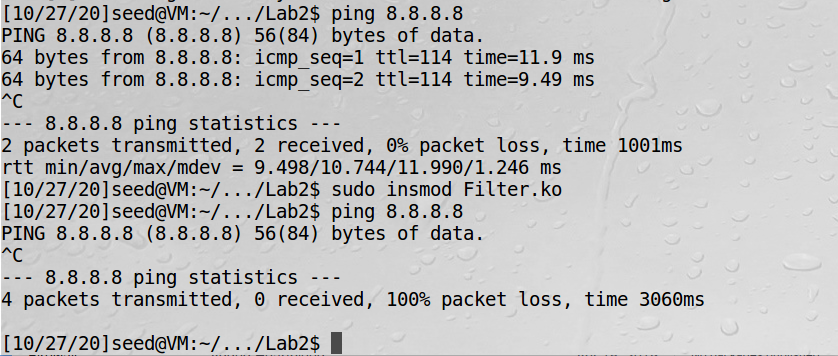 [10/27/20]seed@VM:~/.../Lab2$ ping 8.8.8.8
PING 8.8.8.8 (8.8.8.8) 56(84) bytes of data.
64 bytes from 8.8.8.8: icmp_seq=1 ttl=114 time=11.9 ms
64 bytes from 8.8.8.8: icmp_seq=2 ttl=114 time=9.49 ms
^C
--- 8.8.8.8 ping statistics ---
2 packets transmitted, 2 received, 0% packet loss, time 1001ms
rtt min/avg/max/mdev = 9.498/10.744/11.990/1.246 ms
[10/27/20]seed@VM:~/.../Lab2$ sudo insmod Filter.ko
[10/27/20]seed@VM:~/.../Lab2$ ping 8.8.8.8
PING 8.8.8.8 (8.8.8.8) 56(84) bytes of data.
^C
--- 8.8.8.8 ping statistics ---
4 packets transmitted, 0 received, 100% packet loss, time 3060ms
[10/27/20]seed@VM:~/.../Lab2$